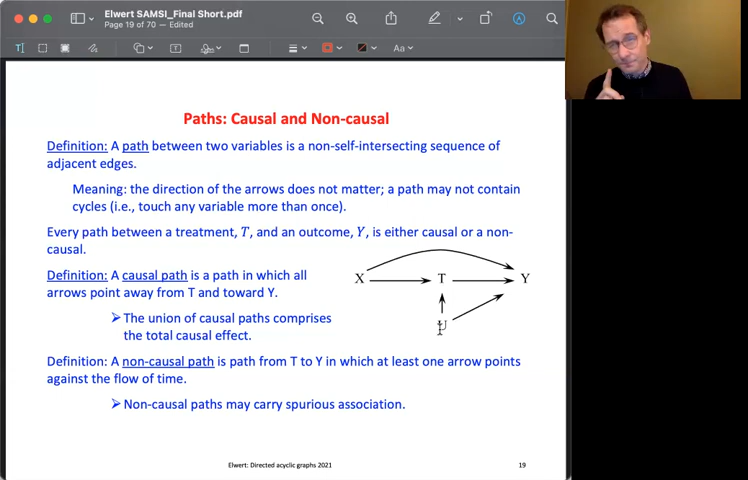 Elwert SAMSI_Final Short.pdf
Page 19 of 70 — Edited
Aa
Paths: Causal and Non-causal
Definition: A path between two variables is a non-self-intersecting sequence of
adjacent edges.
Meaning: the direction of the arrows does not matter; a path may not contain
cycles (i.e., touch any variable more than once).
Every path between a treatment, T, and an outcome, Y, is either causal or a non-
causal.
Definition: A causal path is a path in which all
arrows point away from T and toward Y.
The union of causal paths comprises
the total causal effect.
X T Y
U
Definition: A non-causal path is path from T to Y in which at least one arrow points
against the flow of time.
Non-causal paths may carry spurious association.
Elwert: Directed acyclic graphs 2021
19